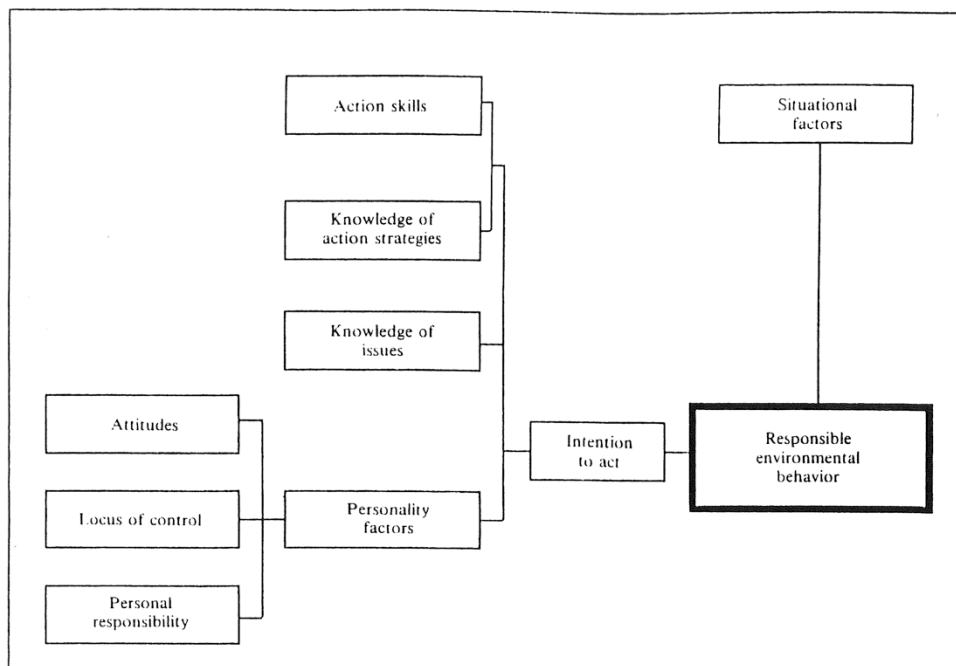 Action skills
Situational
factors
Knowledge of
action strategies
Knowledge of
issues
Attitudes
Intention
to act
Responsible
environmental
behavior
Locus of control
Personality
factors
Personal
responsibility